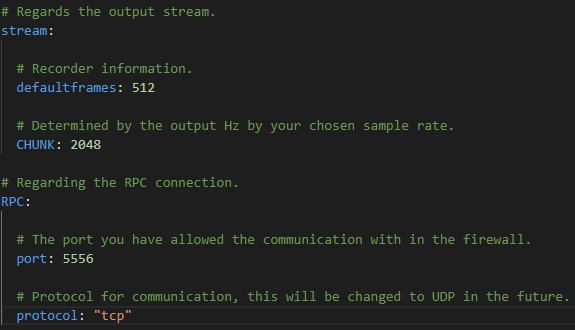 # Regards the output stream.
stream:
# Recorder information.
defaultframes: 512
# Determined by the output Hz by your chosen sample rate.
CHUNK: 2048
# Regarding the RPC connection.
RPC:
# The port you have allowed the communication with in the firewall.
port: 5556
# Protocol for communication, this will be changed to UDP in the future.
protocol: "tcp"